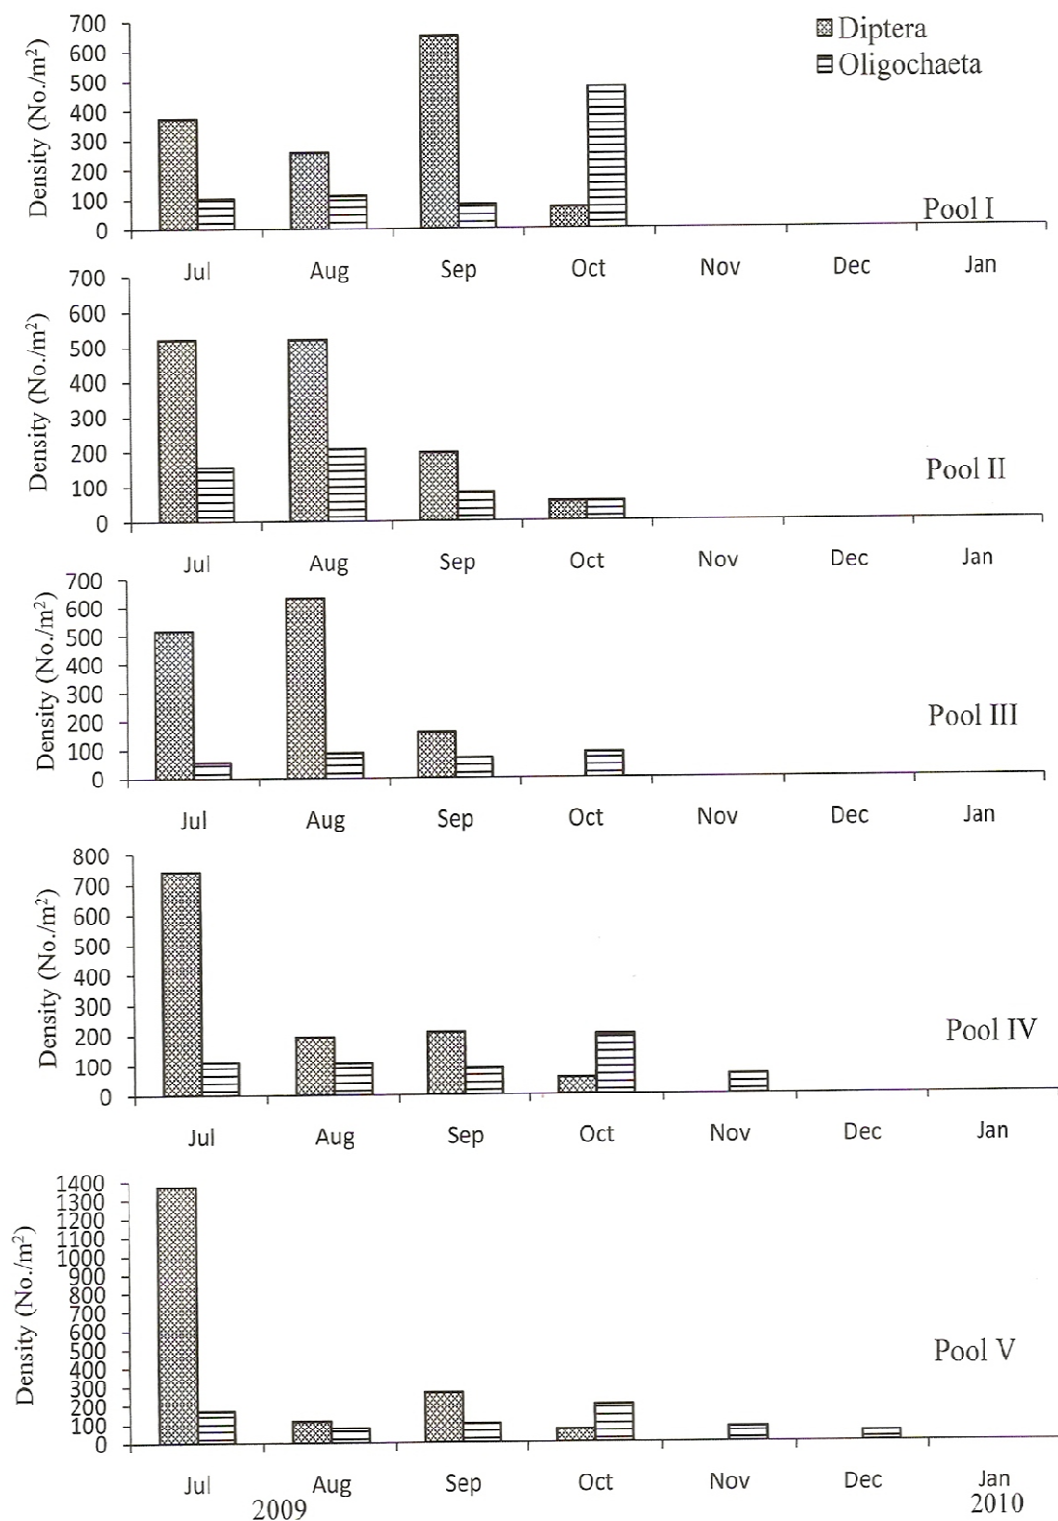 Diptera
Oligochaeta
Density (No./m²)
700
600
500
400
300
200
100
0
Pool I
Jul Aug Sep Oct Nov Dec Jan
Density (No./m²)
700
600
500
400
300
200
100
0
Pool II
Jul Aug Sep Oct Nov Dec Jan
Density (No./m²)
700
600
500
400
300
200
100
0
Pool III
Jul Aug Sep Oct Nov Dec Jan
Density (No./m²)
800
700
600
500
400
300
200
100
0
Pool IV
Jul Aug Sep Oct Nov Dec Jan
Density (No./m²)
1400
1300
1200
1100
1000
900
800
700
600
500
400
300
200
100
0
Pool V
Jul Aug Sep Oct Nov Dec Jan
2009 2010